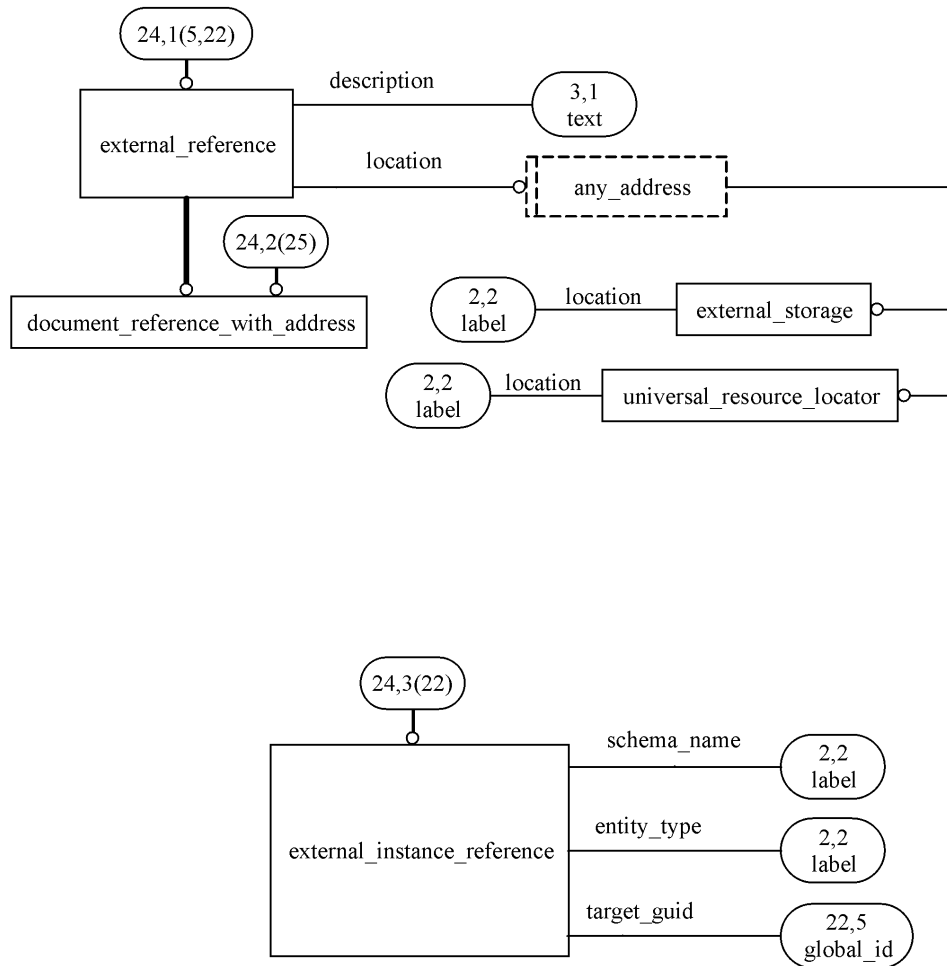 24,1(5,22)
description
3,1
text
external_reference
location
any_address
24,2(25)
document_reference_with_address
2,2
label
location
external_storage
2,2
label
location
universal_resource_locator
24,3(22)
schema_name
2,2
label
entity_type
2,2
label
external_instance_reference
target_guid
22,5
global_id